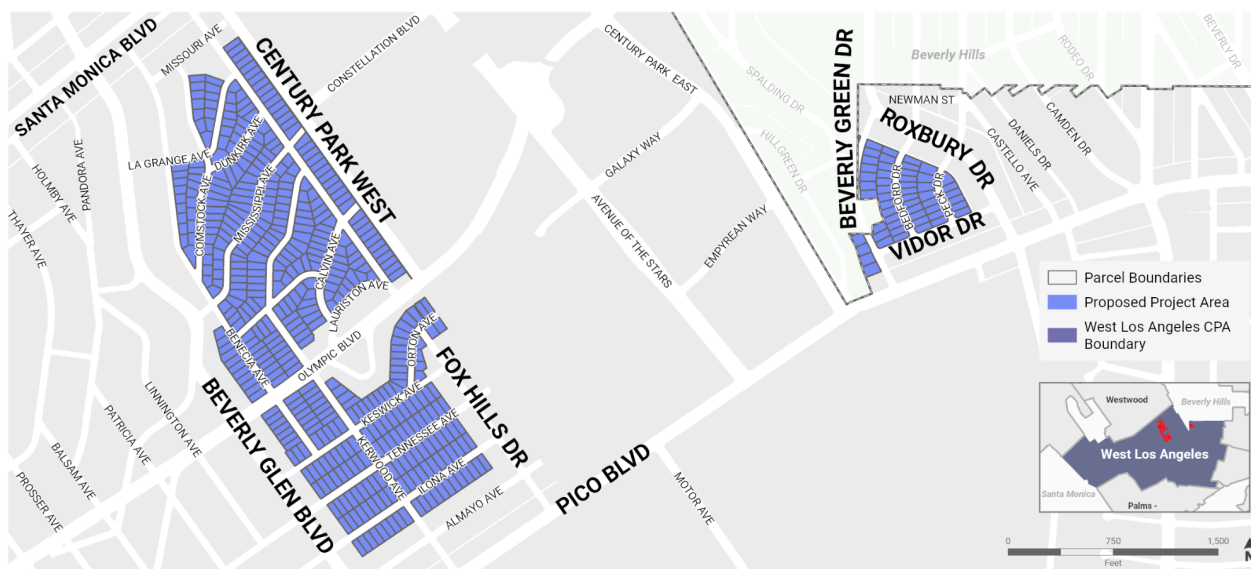 SANTA MONICA BLVD
MISSOURI AVE
CENTURY PARK WEST
CONSTELLATION BLVD
CENTURY PARK EAST
SPALDING DR
HILLGREEN DR
BEVERLY GREEN DR
Beverly Hills
RODEO DR
BEVERLY DR
NEWMAN ST
ROXBURY DR
CASTELLO AVE
DANIELS DR
CAMDEN DR
BEDFORD DR
PECK DR
VIDOR DR
LA GRANGE AVE
DUNKIRK AVE
PANDORA AVE
HOLMBY AVE
THAYER AVE
COMSTOCK AVE
MISSISSIPPI AVE
CALVIN AVE
LAURISTON AVE
GALAXY WAY
AVENUE OF THE STARS
EMPYREAN WAY
BENECIA AVE
OLYMPIC BLVD
ORTON AVE
FOX HILLS DR
BEVERLY GLEN BLVD
LINNINGTON AVE
PATRICIA AVE
BALSAM AVE
PROSSER AVE
KESWICK AVE
TENNESSEE AVE
KERWOOD AVE
ILONA AVE
ALMAYO AVE
PICO BLVD
MOTOR AVE
Parcel Boundaries
Proposed Project Area
West Los Angeles CPA
Boundary
Westwood
Beverly Hills
West Los Angeles
Santa Monica
Palms -
0 750 1,500
Feet
N